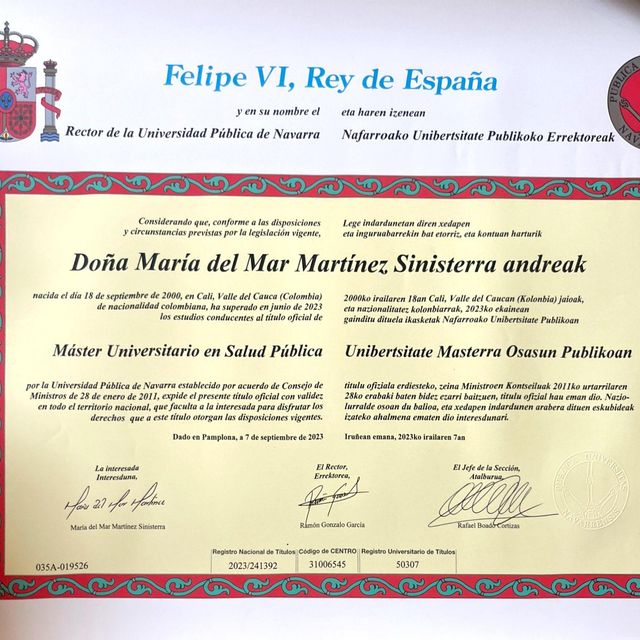 Felipe VI, Rey de España
y en su nombre el
Rector de la Universidad Pública de Navarra
eta haren izenean
Nafarroako Unibertsitate Publikoko Errektoreak
Considerando que, conforme a las disposiciones
y circunstancias previstas por la legislación vigente,
Lege indardunetan diren xedapen
eta inguruabarrekin bat etorriz, eta kontuan harturik
Doña María del Mar Martínez Sinisterra andreak
nacida el día 18 de septiembre de 2000, en Cali, Valle del Cauca (Colombia)
de nacionalidad colombiana, ha superado en junio de 2023
los estudios conducentes al título oficial de
2000ko irailaren 18an Cali, Valle del Caucan (Kolonbia) jaioak,
eta nazionalitatez kolonbiarrak, 2023ko ekainean
gainditu dituela ikasketak Nafarroako Unibertsitate Publikoan
Máster Universitario en Salud Pública
Unibertsitate Masterra Osasun Publikoan
por la Universidad Pública de Navarra establecido por acuerdo de Consejo de
Ministros de 28 de enero de 2011, expide el presente título oficial con validez
en todo el territorio nacional, que faculta a la interesada para disfrutar los
derechos que a este título otorgan las disposiciones vigentes.
titulu ofiziala erdiesteko, zeina Ministroen Kontseiluak 2011ko urtarrilaren
28ko erabaki baten bidez ezarri baitzuen, titulu ofizial hau eman dio. Nazio-
lurralde osoan du balioa, eta xedapen indardunen arabera dituen eskubideak
izateko ahalmena ematen dio interesdunari.
Dado en Pamplona, a 7 de septiembre de 2023
Iruñean emana, 2023ko irailaren 7an
La interesada
Interesduna,
María del Mar Martínez
María del Mar Martínez Sinisterra
El Rector,
Errektorea,
Ramón Gonzalo García
El Jefe de la Sección,
Atalburua,
Rafael Boado Cortizas
035A-019526
Registro Nacional de Títulos
2023/241392
Código de CENTRO
31006545
Registro Universitario de Títulos
50307